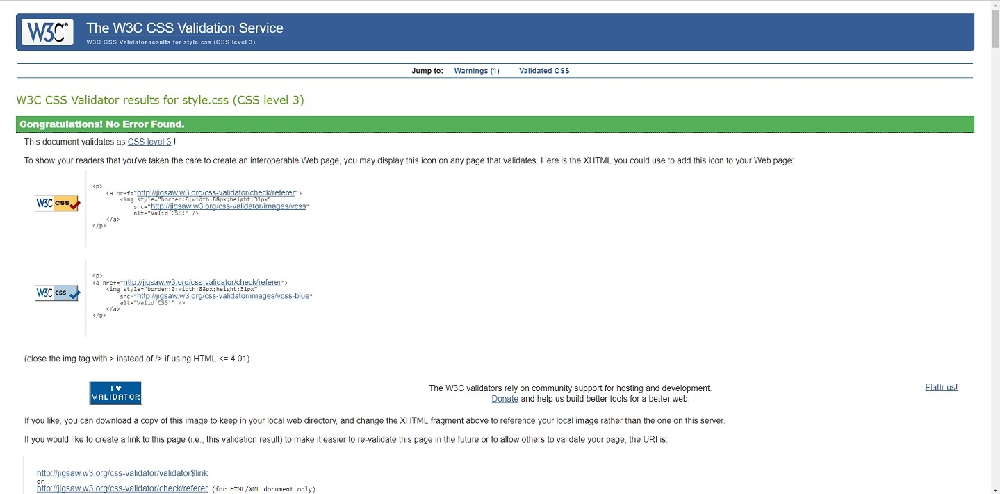 W3C®
The W3C CSS Validation Service
W3C CSS Validator results for style.css (CSS level 3)
Jump to: Warnings (1) Validated CSS
W3C CSS Validator results for style.css (CSS level 3)
Congratulations! No Error Found.
This document validates as CSS level 3 !
To show your readers that you've taken the care to create an interoperable Web page, you may display this icon on any page that validates. Here is the XHTML you could use to add this icon to your Web page:
W3C css
<p>
<a href="http://jigsaw.w3.org/css-validator/check/referer">
<img style="border:0;width:88px;height:31px"
src="http://jigsaw.w3.org/css-validator/images/vcss"
alt="Valid CSS!" />
</a>
</p>
W3C css
<p>
<a href="http://jigsaw.w3.org/css-validator/check/referer">
<img style="border:0;width:88px;height:31px"
src="http://jigsaw.w3.org/css-validator/images/vcss-blue"
alt="Valid CSS!" />
</a>
</p>
(close the img tag with > instead of /> if using HTML <= 4.01)
I ♥
VALIDATOR
The W3C validators rely on community support for hosting and development.
Donate and help us build better tools for a better web.
Flattr us!
If you like, you can download a copy of this image to keep in your local web directory, and change the XHTML fragment above to reference your local image rather than the one on this server.
If you would like to create a link to this page (i.e., this validation result) to make it easier to re-validate this page in the future or to allow others to validate your page, the URI is:
http://jigsaw.w3.org/css-validator/validator$link
or
http://jigsaw.w3.org/css-validator/check/referer (for HTML/XML document only)